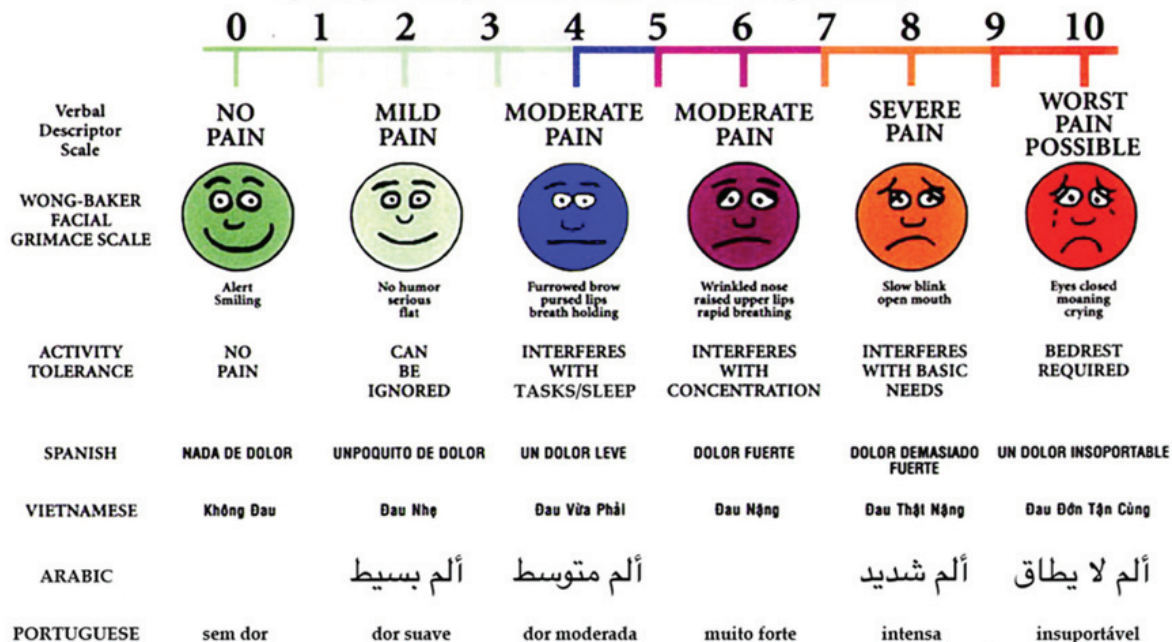 0 1 2 3 4 5 6 7 8 9 10
Verbal
Descriptor
Scale
NO
PAIN
MILD
PAIN
MODERATE
PAIN
MODERATE
PAIN
SEVERE
PAIN
WORST
PAIN
POSSIBLE
WONG-BAKER
FACIAL
GRIMACE SCALE
Alert
Smiling
No humor
serious
flat
Furrowed brow
pursed lips
breath holding
Wrinkled nose
raised upper lips
rapid breathing
Slow blink
open mouth
Eyes closed
moaning
crying
ACTIVITY
TOLERANCE
NO
PAIN
CAN
BE
IGNORED
INTERFERES
WITH
TASKS/SLEEP
INTERFERES
WITH
CONCENTRATION
INTERFERES
WITH BASIC
NEEDS
BEDREST
REQUIRED
SPANISH
NADA DE DOLOR
UNPOQUITO DE DOLOR
UN DOLOR LEVE
DOLOR FUERTE
DOLOR DEMASIADO
FUERTE
UN DOLOR INSOPORTABLE
VIETNAMESE
Không Đau
Đau Nhẹ
Đau Vừa Phải
Đau Nặng
Đau Thật Nặng
Đau Đớn Tận Cùng
ARABIC
ألم بسيط
ألم متوسط
ألم شديد
ألم لا يطاق
PORTUGUESE
sem dor
dor suave
dor moderada
muito forte
intensa
insuportável